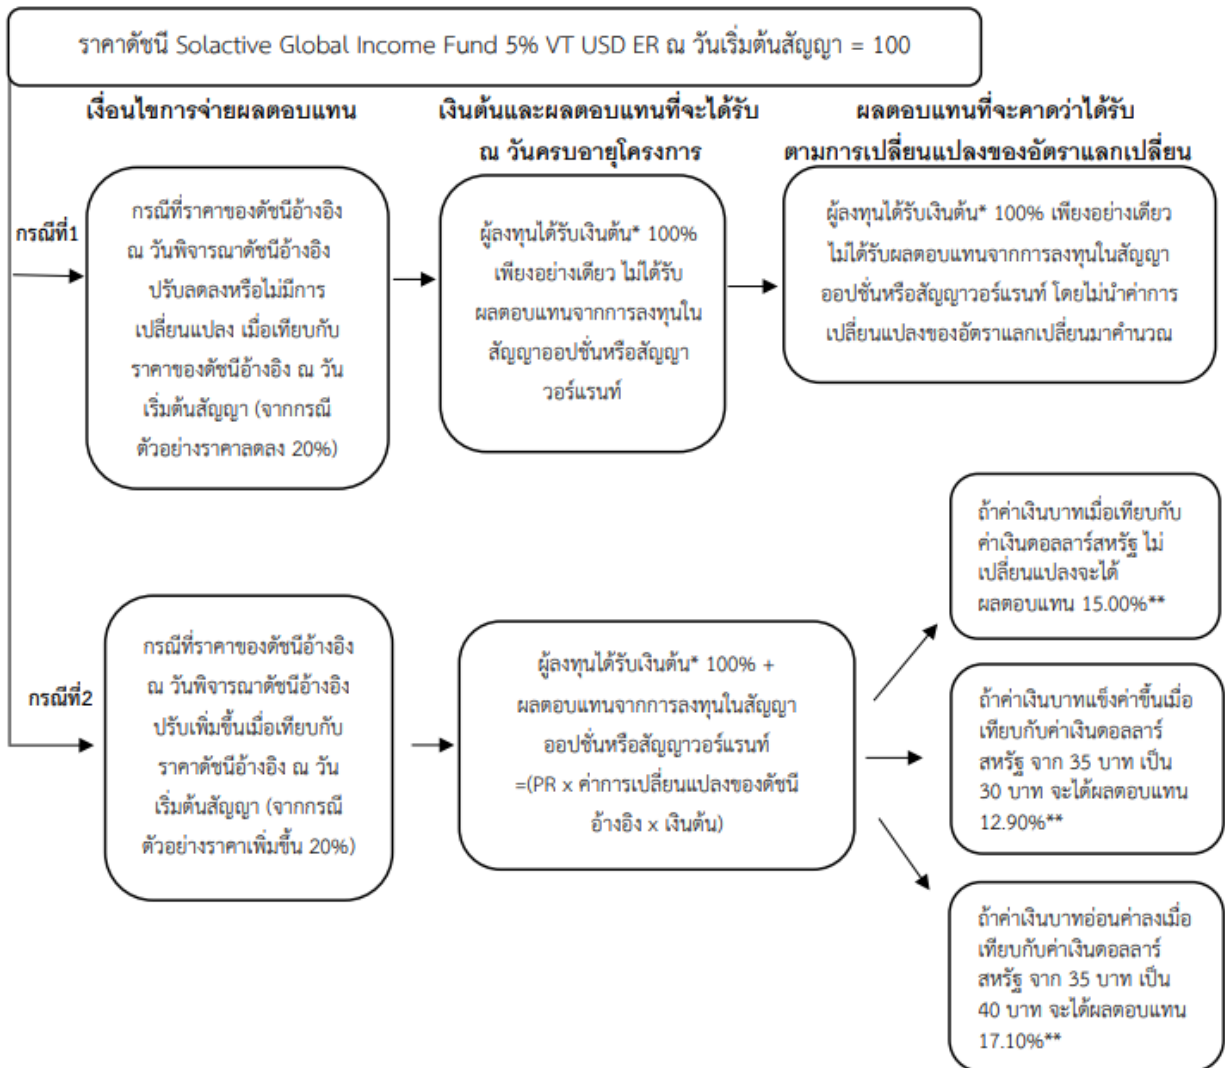 ราคาดัชนี Solactive Global Income Fund 5% VT USD ER ณ วันเริ่มต้นสัญญา = 100
เงื่อนไขการจ่ายผลตอบแทน
เงินต้นและผลตอบแทนที่จะได้รับ
ณ วันครบอายุโครงการ
ผลตอบแทนที่จะคาดว่าได้รับ
ตามการเปลี่ยนแปลงของอัตราแลกเปลี่ยน
กรณีที่1
กรณีที่ราคาของดัชนีอ้างอิง
ณ วันพิจารณาดัชนีอ้างอิง
ปรับลดลงหรือไม่มีการ
เปลี่ยนแปลง เมื่อเทียบกับ
ราคาของดัชนีอ้างอิง ณ วัน
เริ่มต้นสัญญา (จากกรณี
ตัวอย่างราคาลดลง 20%)
ผู้ลงทุนได้รับเงินต้น* 100%
เพียงอย่างเดียว ไม่ได้รับ
ผลตอบแทนจากการลงทุนใน
สัญญาออปชั่นหรือสัญญา
วอร์แรนท์
ผู้ลงทุนได้รับเงินต้น* 100% เพียงอย่างเดียว
ไม่ได้รับผลตอบแทนจากการลงทุนในสัญญา
ออปชั่นหรือสัญญาวอร์แรนท์ โดยไม่นำค่าการ
เปลี่ยนแปลงของอัตราแลกเปลี่ยนมาคำนวณ
กรณีที่2
กรณีที่ราคาของดัชนีอ้างอิง
ณ วันพิจารณาดัชนีอ้างอิง
ปรับเพิ่มขึ้นเมื่อเทียบกับ
ราคาดัชนีอ้างอิง ณ วัน
เริ่มต้นสัญญา (จากกรณี
ตัวอย่างราคาเพิ่มขึ้น 20%)
ผู้ลงทุนได้รับเงินต้น* 100% +
ผลตอบแทนจากการลงทุนในสัญญา
ออปชั่นหรือสัญญาวอร์แรนท์
=(PR x ค่าการเปลี่ยนแปลงของดัชนี
อ้างอิง x เงินต้น)
ถ้าค่าเงินบาทเมื่อเทียบกับ
ค่าเงินดอลลาร์สหรัฐ ไม่
เปลี่ยนแปลงจะได้
ผลตอบแทน 15.00%**
ถ้าค่าเงินบาทแข็งค่าขึ้นเมื่อ
เทียบกับค่าเงินดอลลาร์
สหรัฐ จาก 35 บาท เป็น
30 บาท จะได้ผลตอบแทน
12.90%**
ถ้าค่าเงินบาทอ่อนค่าลงเมื่อ
เทียบกับค่าเงินดอลลาร์
สหรัฐ จาก 35 บาท เป็น
40 บาท จะได้ผลตอบแทน
17.10%**